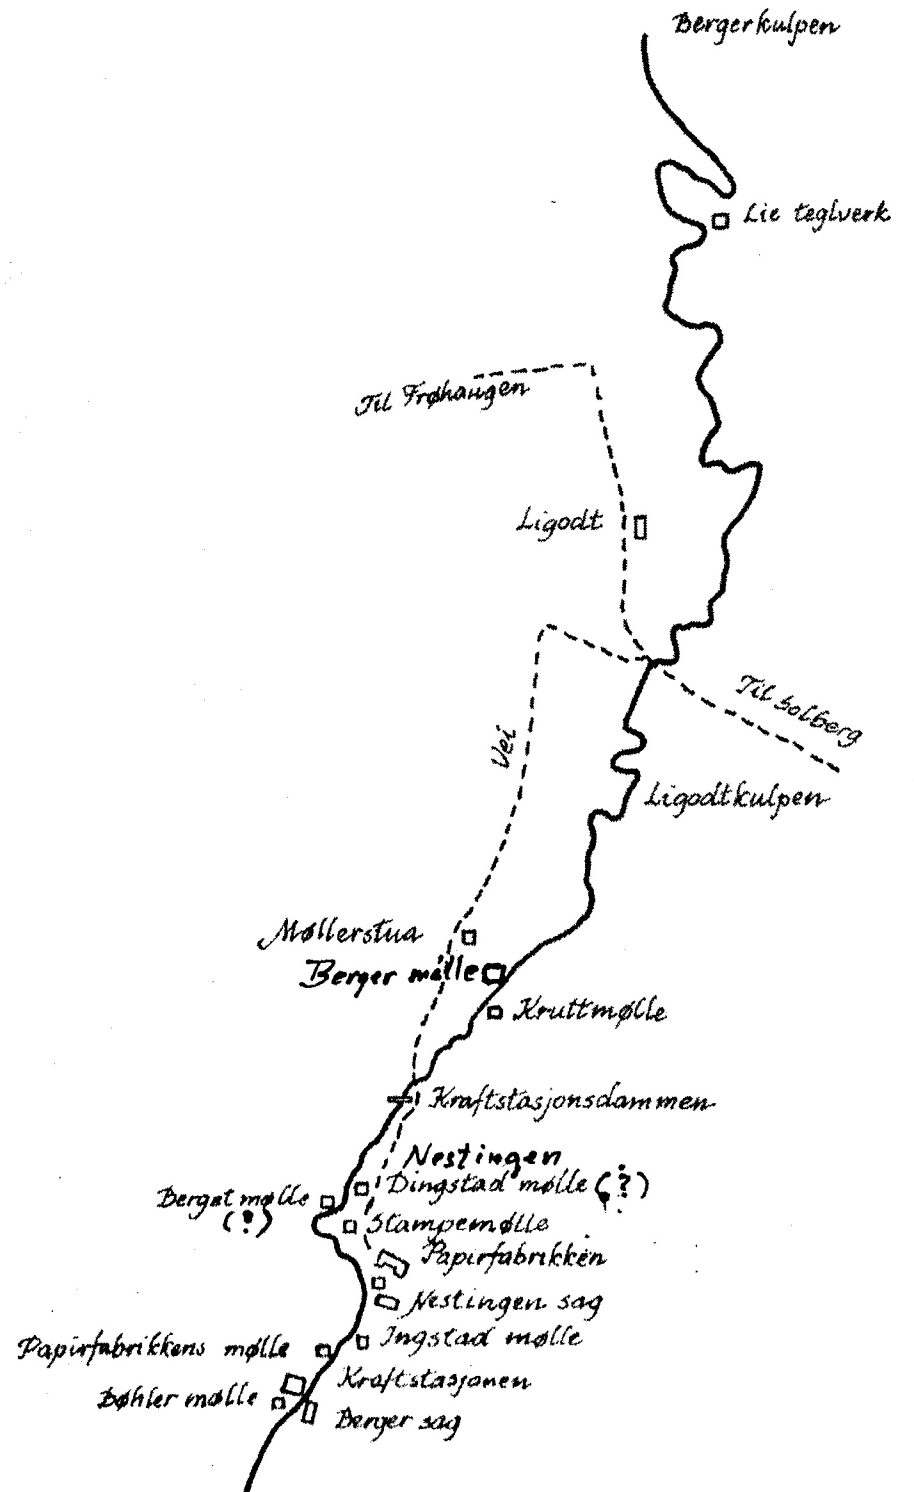 Bergerkulpen
Lie teglverk
Til Frøhaugen
Ligodt
Til Solberg
Vei
Ligodtkulpen
Møllerstua
Berger mølle
Kruttmølle
Kraftstasjonsdammen
Nestingen
Dingstad mølle (?)
Berget mølle
(?)
Stampemølle
Papirfabrikken
Nestingen sag
Ingstad mølle
Papirfabrikkens mølle
Kraftstasjonen
Bøhler mølle
Berger sag